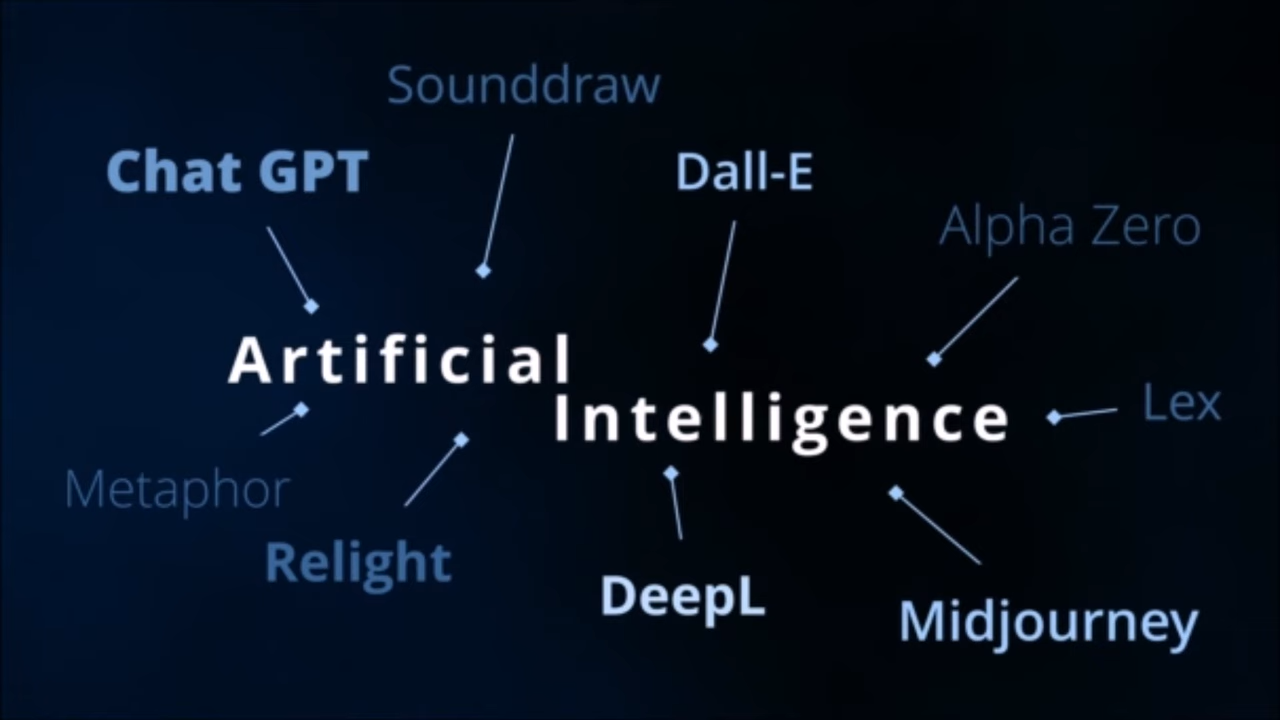 Sounddraw
Chat GPT
Dall-E
Alpha Zero
Artificial
Intelligence
Lex
Metaphor
Relight
DeepL
Midjourney